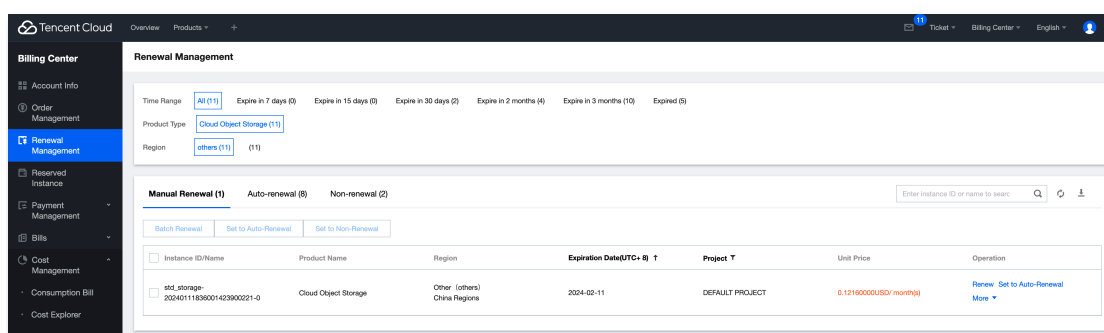 Tencent Cloud Overview Products + 11 Ticket Billing Center English
Billing Center
Renewal Management
Account Info
Order
Management
Renewal
Management
Reserved
Instance
Payment
Management
Bills
Cost
Management
Consumption Bill
Cost Explorer
Time Range All (11) Expire in 7 days (0) Expire in 15 days (0) Expire in 30 days (2) Expire in 2 months (4) Expire in 3 months (10) Expired (5)
Product Type Cloud Object Storage (11)
Region others (11) (11)
Manual Renewal (1) Auto-renewal (8) Non-renewal (2) Enter instance ID or name to searc
Batch Renewal Set to Auto-Renewal Set to Non-Renewal
Instance ID/Name Product Name Region Expiration Date(UTC+ 8) ↑ Project Unit Price Operation
std_storage-
20240111836001423900221-0
Cloud Object Storage
Other（others）
China Regions
2024-02-11
DEFAULT PROJECT
0.12160000USD/ month(s)
Renew Set to Auto-Renewal
More